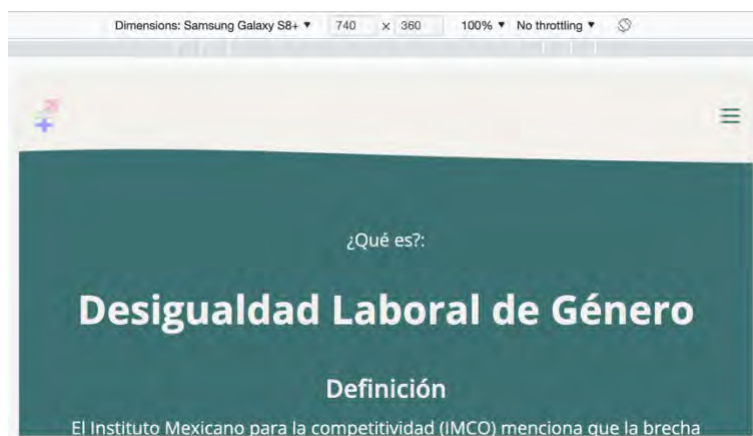 Dimensions: Samsung Galaxy S8+ ▼ 740 x 360 100% ▼ No throttling ▼
¿Qué es?:
Desigualdad Laboral de Género
Definición
El Instituto Mexicano para la competitividad (IMCO) menciona que la brecha